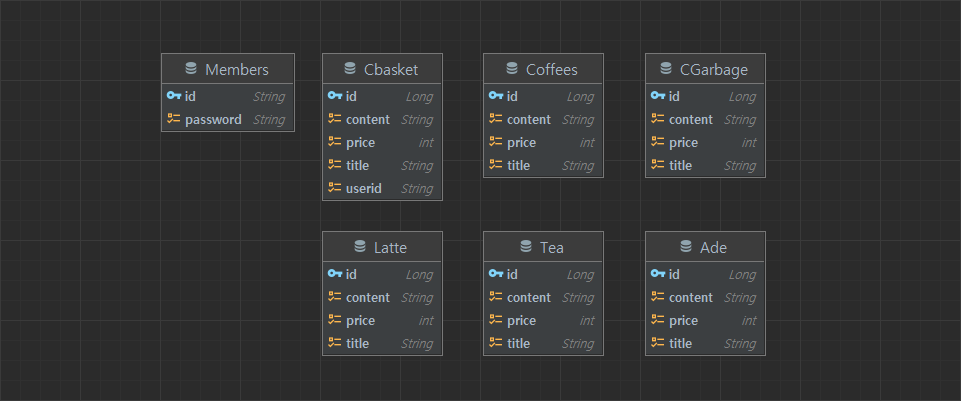 Members
id String
password String
Cbasket
id Long
content String
price int
title String
userid String
Coffees
id Long
content String
price int
title String
CGarbage
id Long
content String
price int
title String
Latte
id Long
content String
price int
title String
Tea
id Long
content String
price int
title String
Ade
id Long
content String
price int
title String